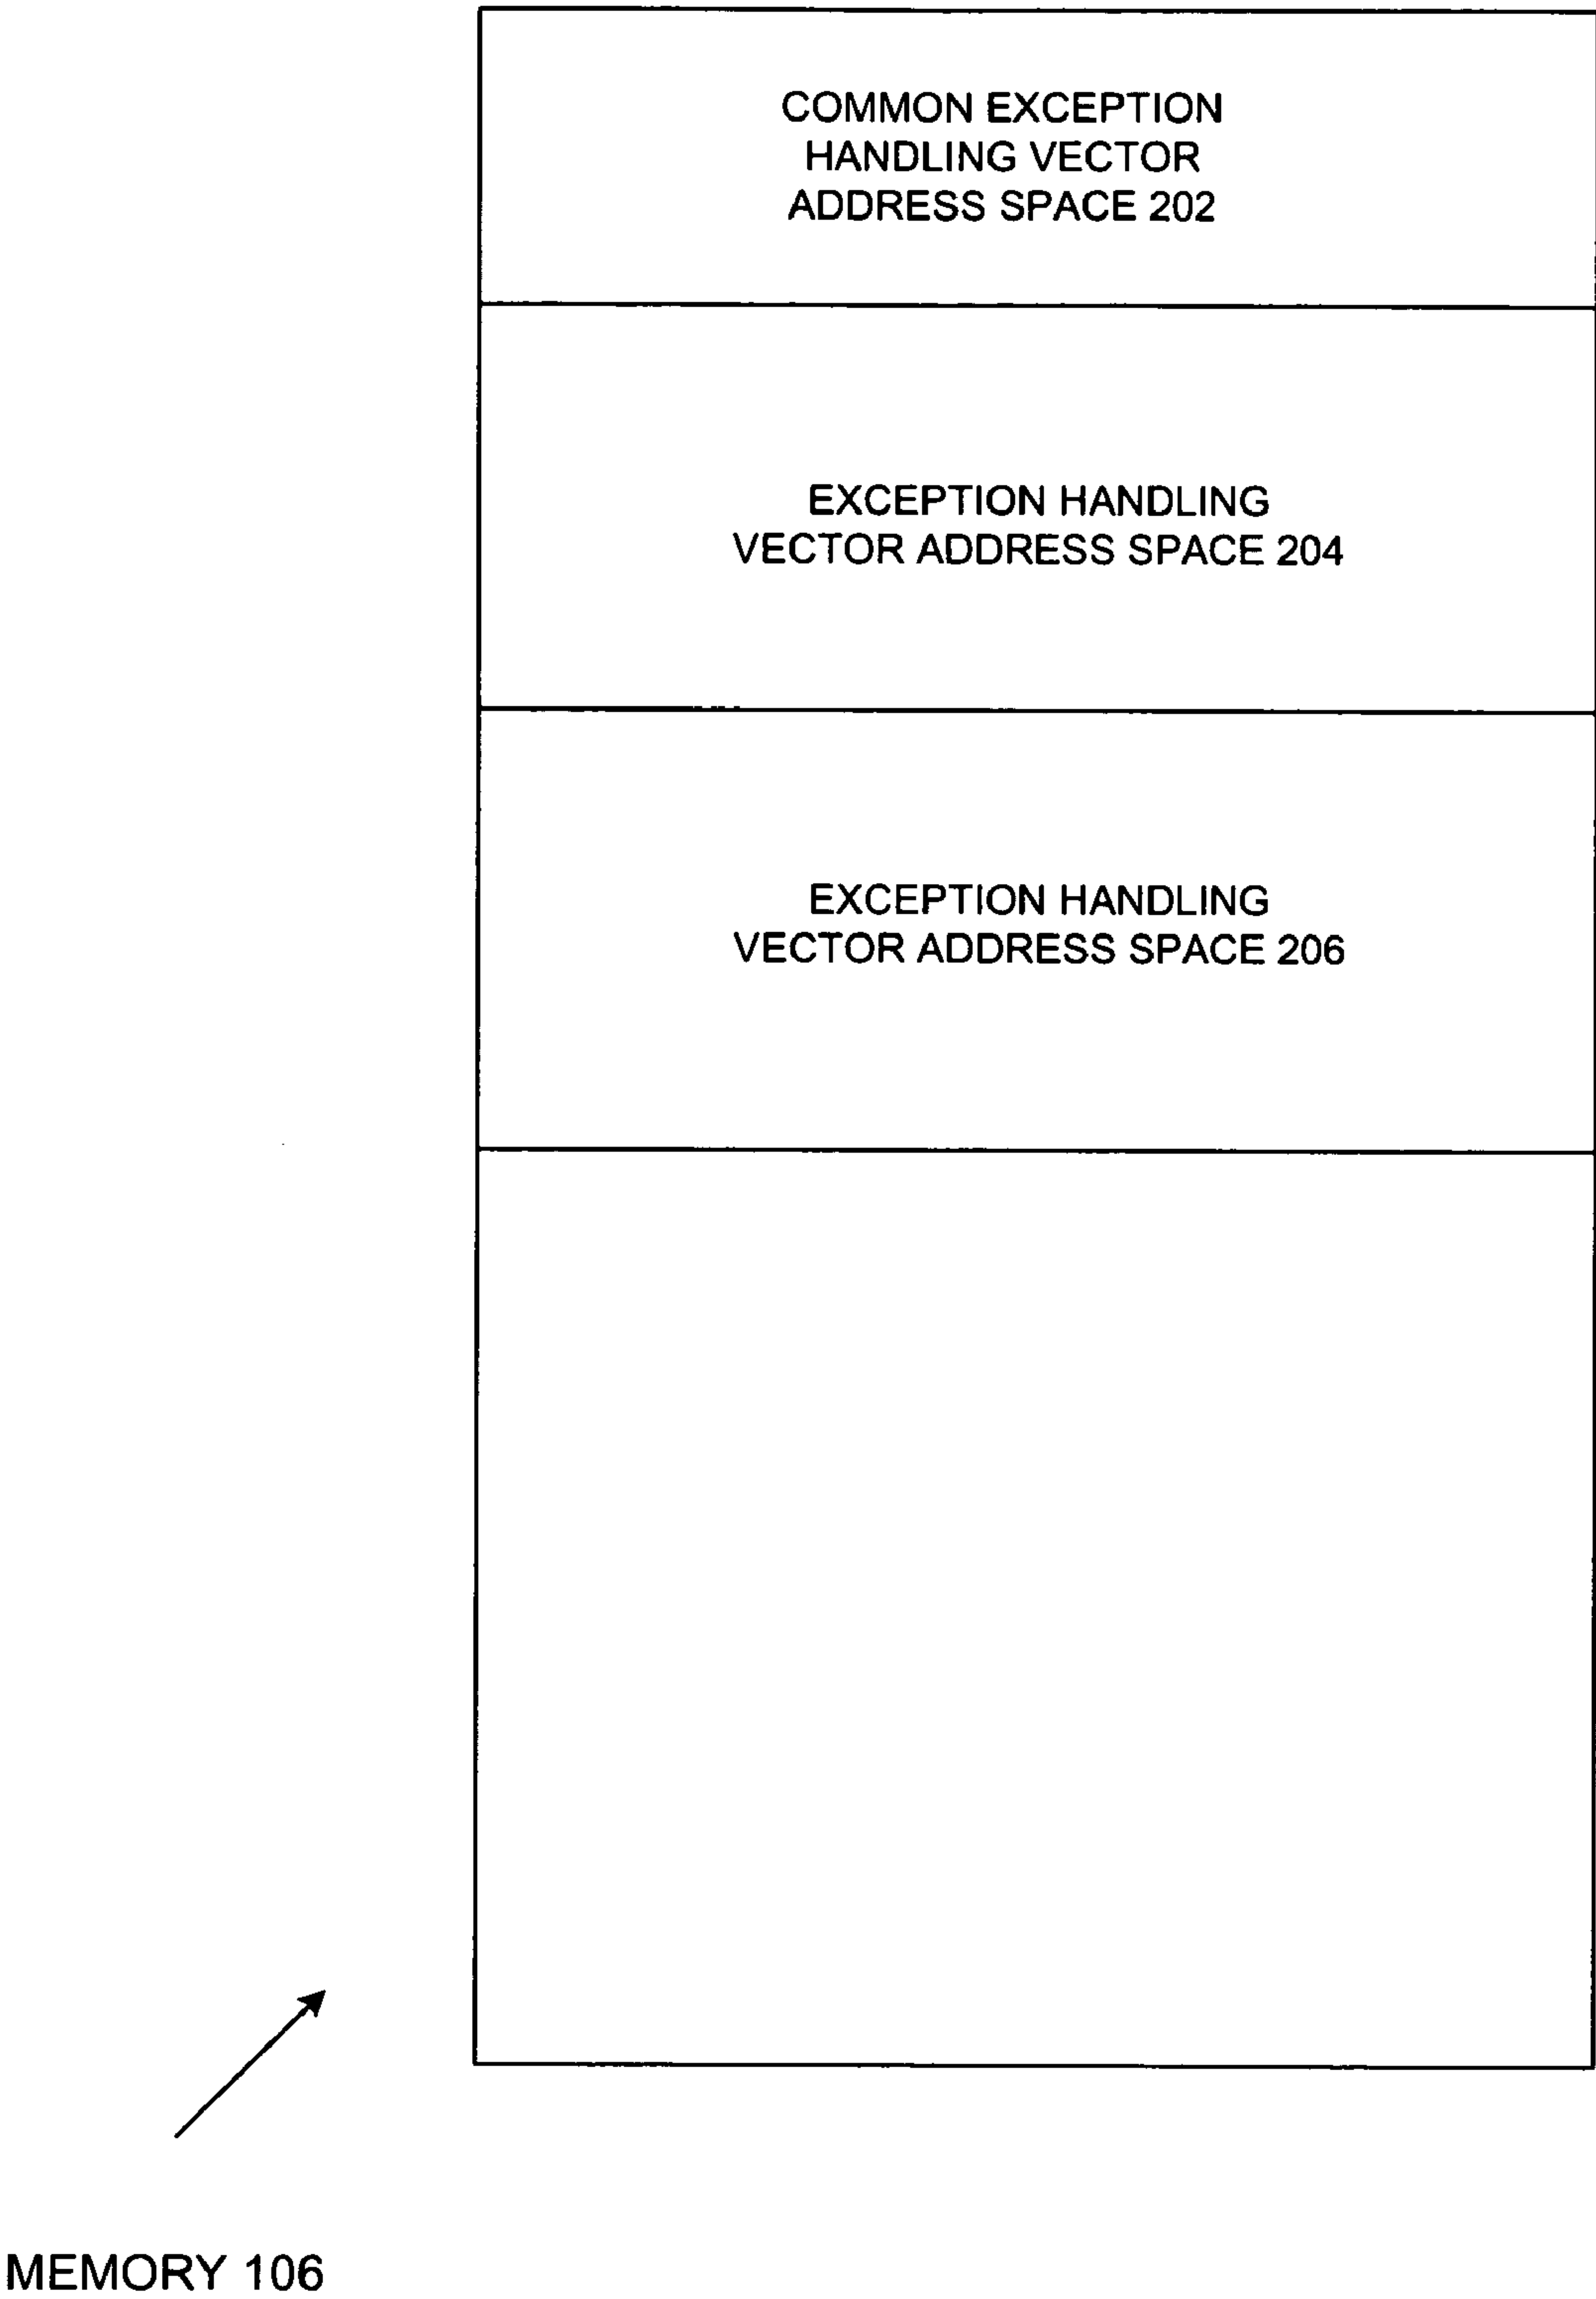 COMMON EXCEPTION
HANDLING VECTOR
ADDRESS SPACE 202
EXCEPTION HANDLING
VECTOR ADDRESS SPACE 204
EXCEPTION HANDLING
VECTOR ADDRESS SPACE 206
MEMORY 106